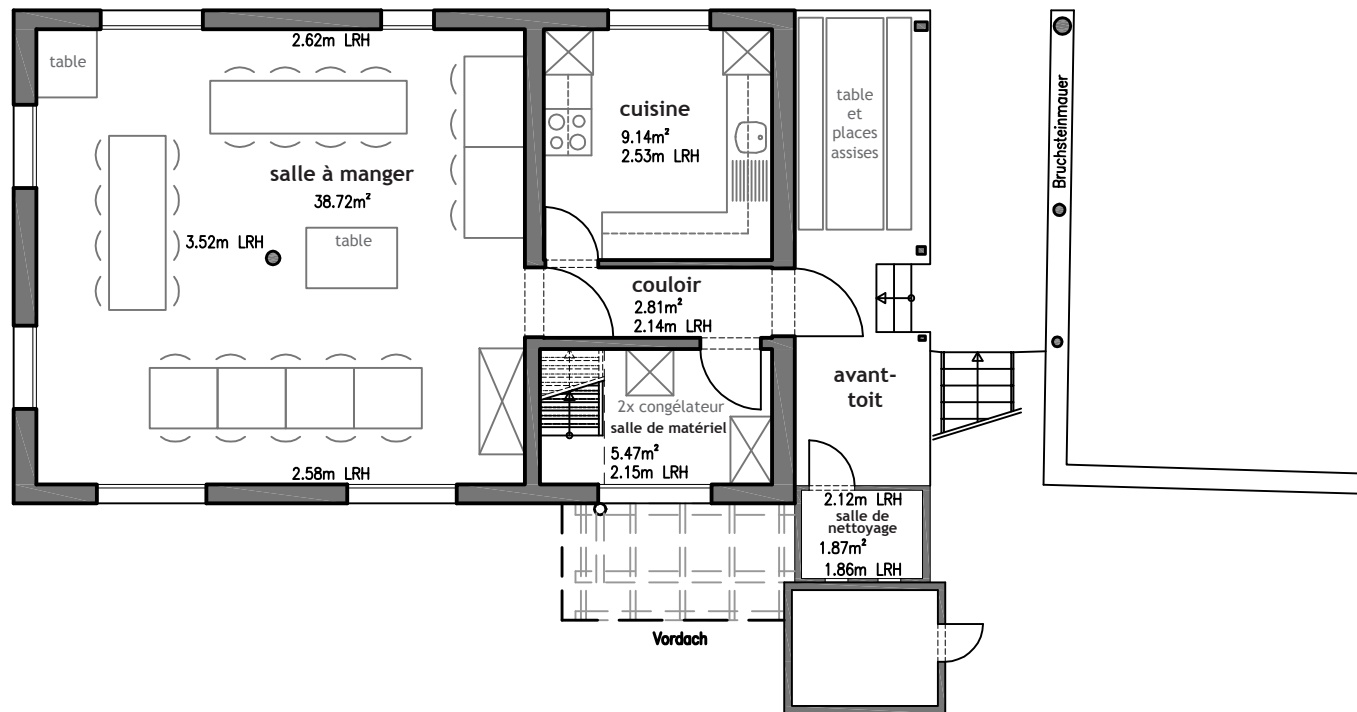 2.62m LRH
table
salle à manger
38.72m²
3.52m LRH
table
2.58m LRH
cuisine
9.14m²
2.53m LRH
couloir
2.81m²
2.14m LRH
2x congélateur
salle de matériel
5.47m²
2.15m LRH
table
et
places
assises
avant-
toit
2.12m LRH
salle de
nettoyage
1.87m²
1.86m LRH
Vordach
Bruchsteinmauer